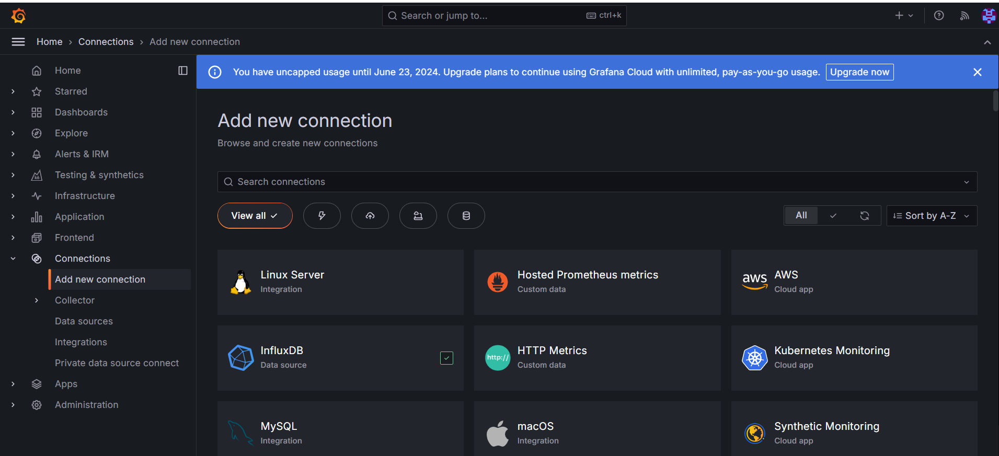 Search or jump to...
ctrl+k
Home
Connections
Add new connection
Home
Starred
Dashboards
Explore
Alerts & IRM
Testing & synthetics
Infrastructure
Application
Frontend
Connections
Add new connection
Collector
Data sources
Integrations
Private data source connect
Apps
Administration
You have uncapped usage until June 23, 2024. Upgrade plans to continue using Grafana Cloud with unlimited, pay-as-you-go usage.
Upgrade now
Add new connection
Browse and create new connections
Search connections
View all
All
Sort by A-Z
Linux Server
Integration
Hosted Prometheus metrics
Custom data
aws
AWS
Cloud app
InfluxDB
Data source
http://
HTTP Metrics
Custom data
Kubernetes Monitoring
Cloud app
MySQL
Integration
macOS
Integration
Synthetic Monitoring
Cloud app